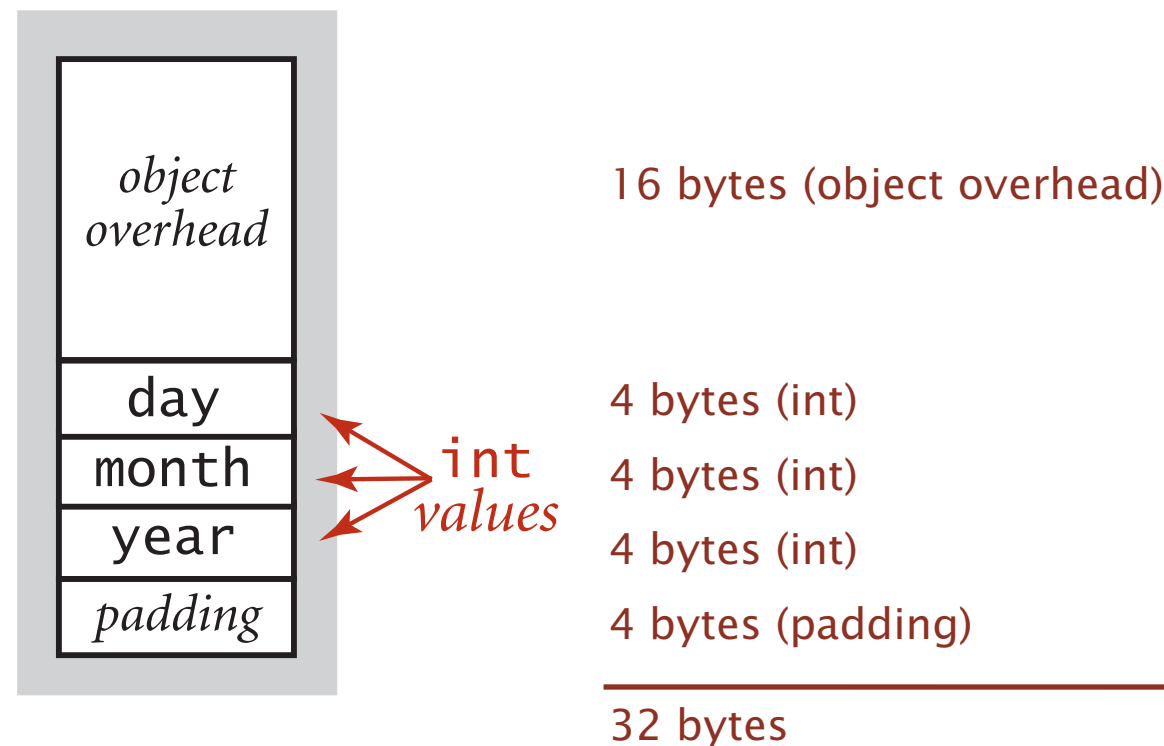 object
overhead
16 bytes (object overhead)
day
4 bytes (int)
month
int
4 bytes (int)
values
year
4 bytes (int)
padding
4 bytes (padding)
32 bytes